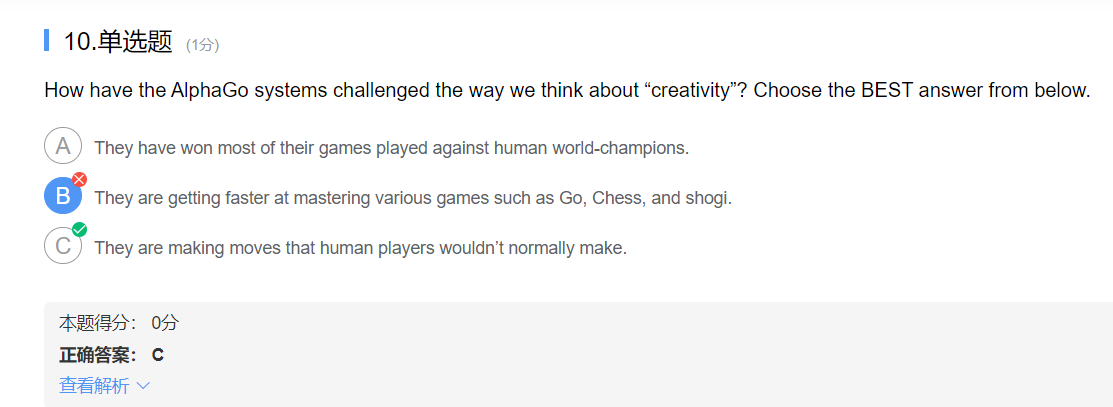 10.单选题 (1分)
How have the AlphaGo systems challenged the way we think about “creativity”? Choose the BEST answer from below.
A They have won most of their games played against human world-champions.
B They are getting faster at mastering various games such as Go, Chess, and shogi.
C They are making moves that human players wouldn’t normally make.
本题得分： 0分
正确答案： C
查看解析